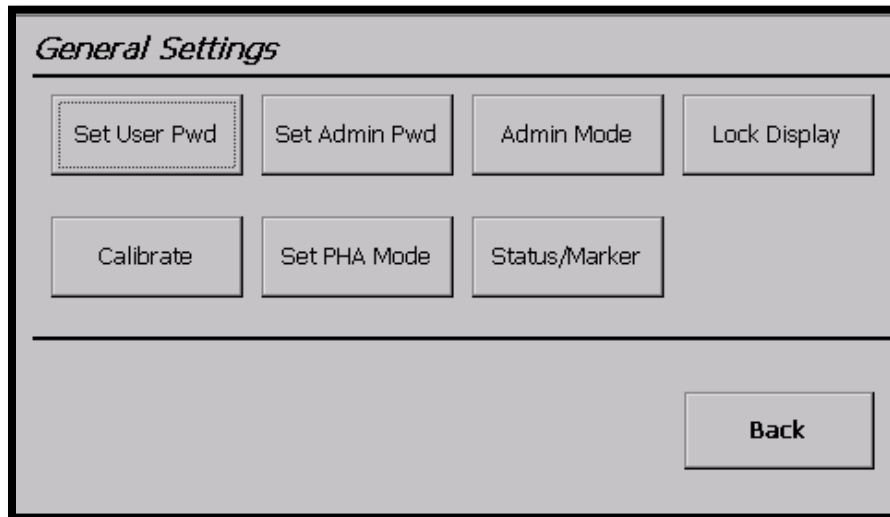 General Settings
Set User Pwd
Set Admin Pwd
Admin Mode
Lock Display
Calibrate
Set PHA Mode
Status/Marker
Back